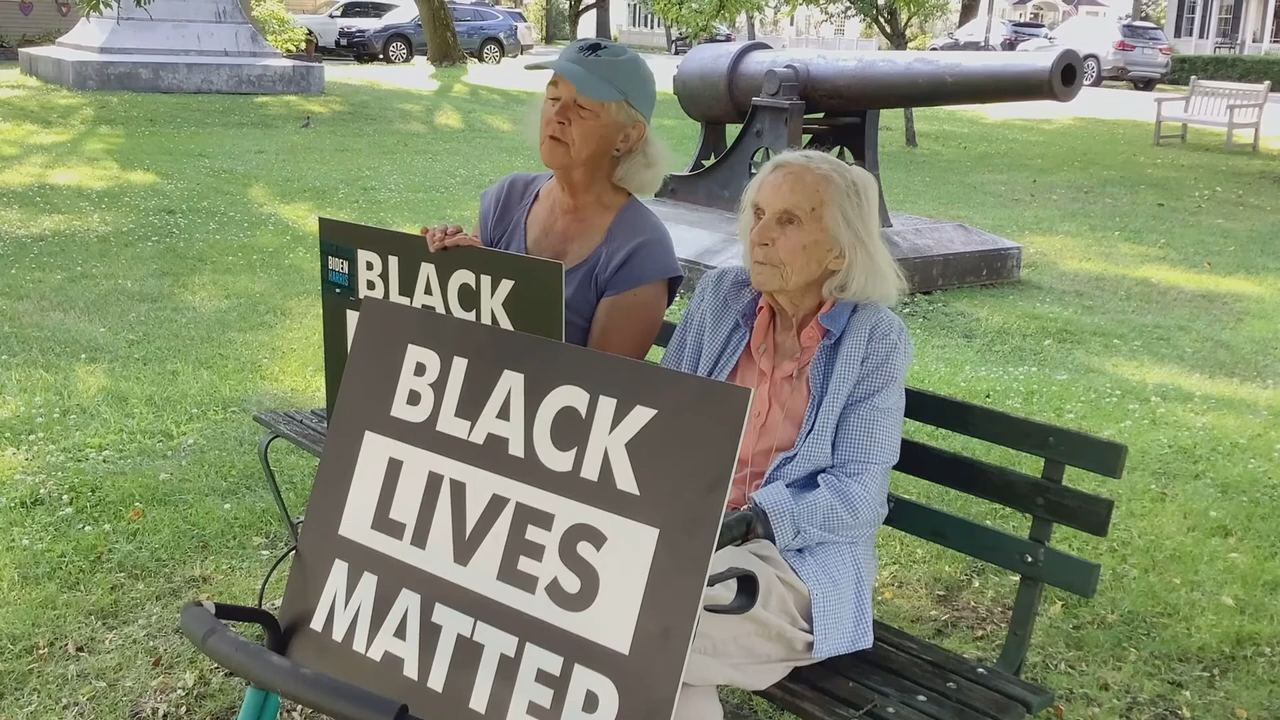 BIDEN
HARRIS
BLACK
BLACK
LIVES
MATTER